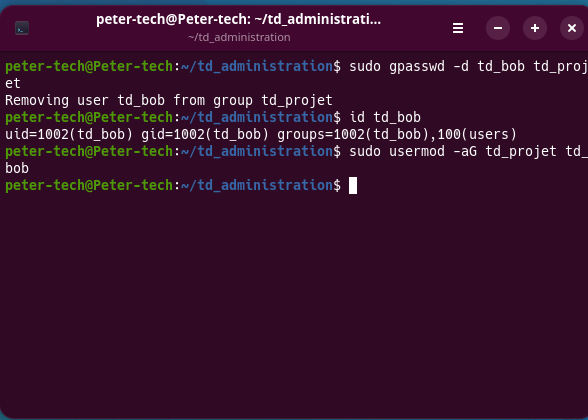 peter-tech@Peter-tech: ~/td_administrati...
~/td_administration
peter-tech@Peter-tech:~/td_administration$ sudo gpasswd -d td_bob td_proj
et
Removing user td_bob from group td_projet
peter-tech@Peter-tech:~/td_administration$ id td_bob
uid=1002(td_bob) gid=1002(td_bob) groups=1002(td_bob),100(users)
peter-tech@Peter-tech:~/td_administration$ sudo usermod -aG td_projet td_
bob
peter-tech@Peter-tech:~/td_administration$